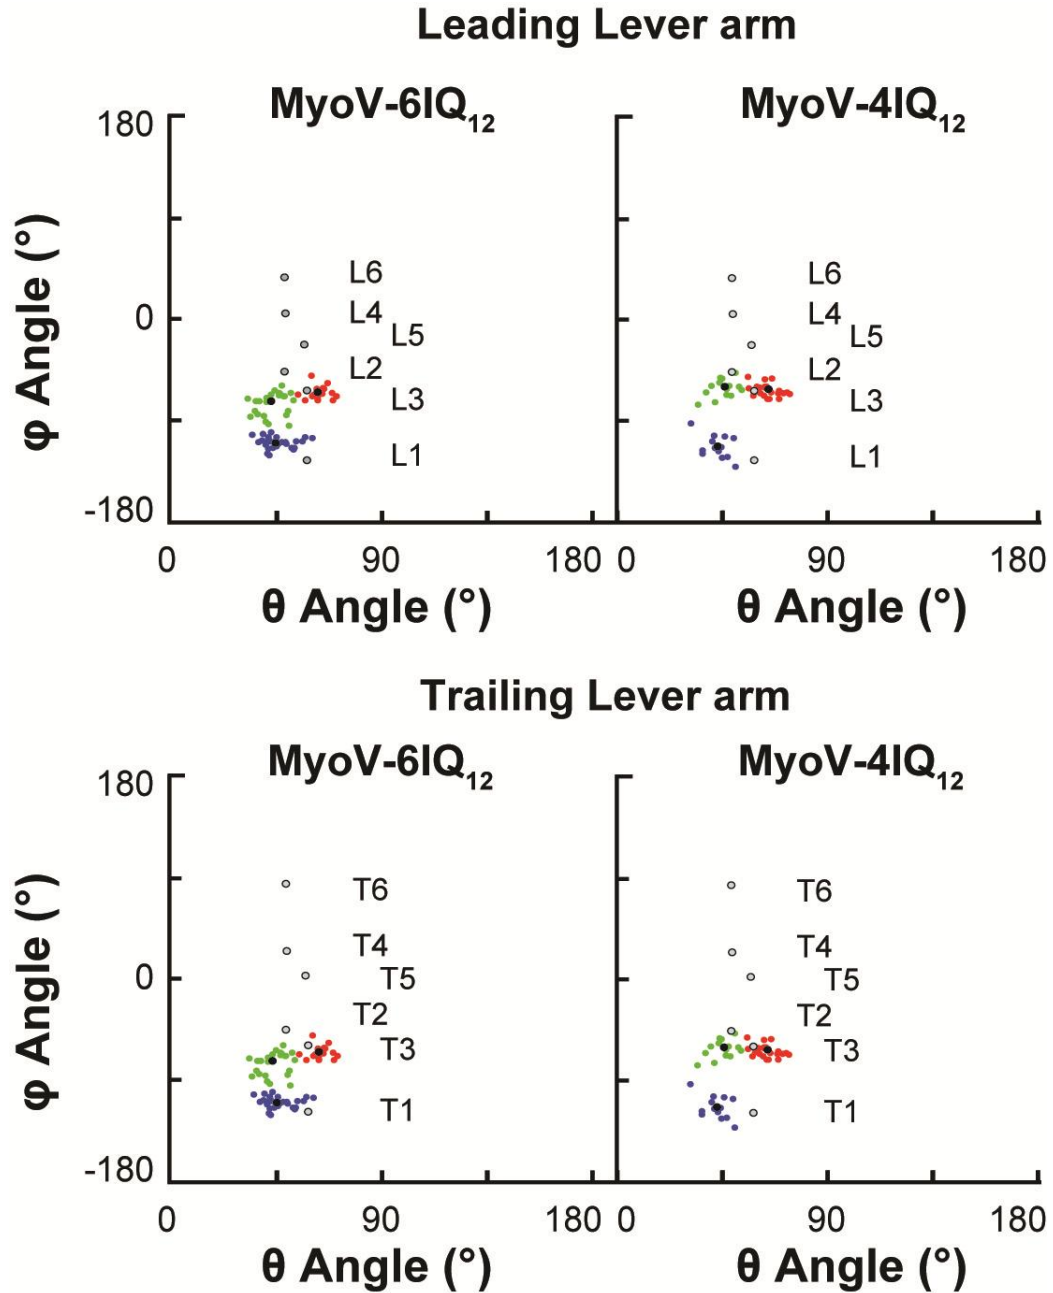 Leading Lever arm
MyoV-6IQ12 MyoV-4IQ12
180
φ Angle (°)
0
-180
L6
L4
L5
L2
L3
L1
L6
L4
L5
L2
L3
L1
0 90 180 0 90 180
θ Angle (°) θ Angle (°)
Trailing Lever arm
MyoV-6IQ12 MyoV-4IQ12
180
φ Angle (°)
0
-180
T6
T4
T5
T2
T3
T1
T6
T4
T5
T2
T3
T1
0 90 180 0 90 180
θ Angle (°) θ Angle (°)